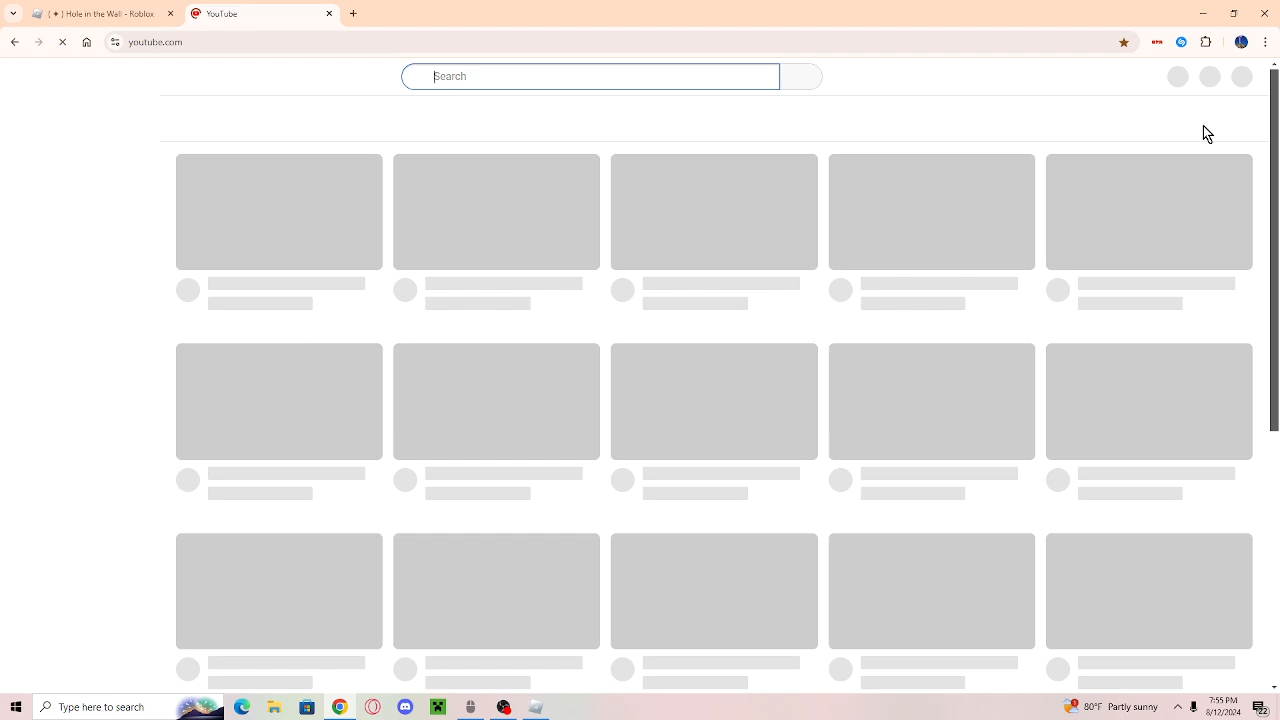 ( 🔸 ) Hole in the Wall - Roblox
YouTube
youtube.com
Search
Type here to search
80°F Partly sunny
7:55 PM
8/12/2024
22